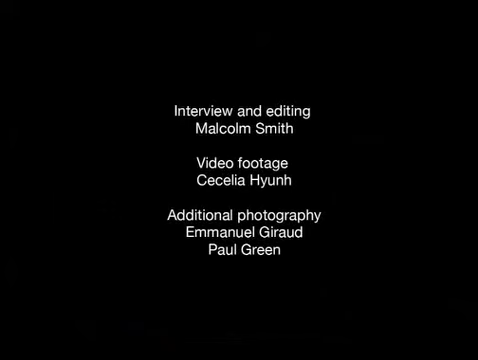 Interview and editing
Malcolm Smith
Video footage
Cecelia Hyunh
Additional photography
Emmanuel Giraud
Paul Green